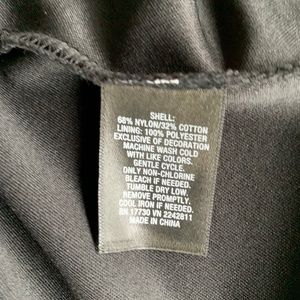 SHELL:
68% NYLON/32% COTTON
LINING: 100% POLYESTER
EXCLUSIVE OF DECORATION
MACHINE WASH COLD
WITH LIKE COLORS.
GENTLE CYCLE.
ONLY NON-CHLORINE
BLEACH IF NEEDED.
TUMBLE DRY LOW.
REMOVE PROMPTLY.
COOL IRON IF NEEDED.
RN 17730 VN 2242811
MADE IN CHINA